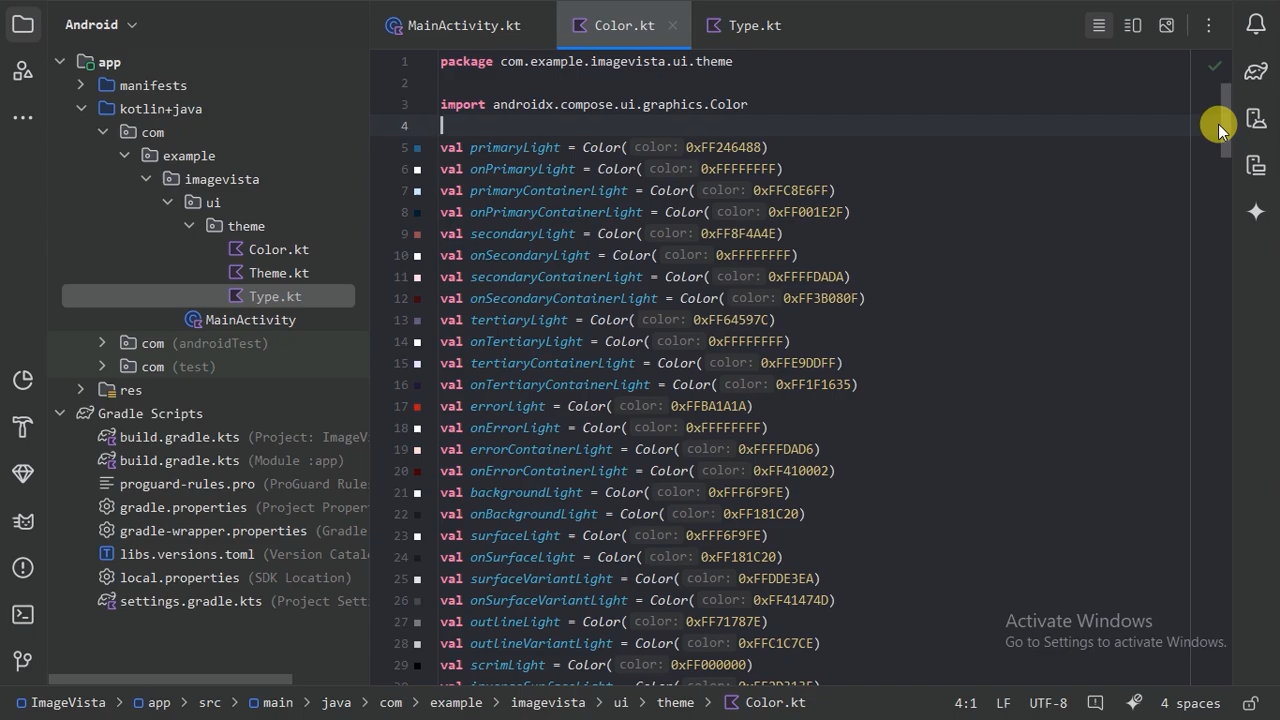 Android
MainActivity.kt
Color.kt
Type.kt
app
manifests
kotlin+java
com
example
imagevista
ui
theme
Color.kt
Theme.kt
Type.kt
MainActivity
com (androidTest)
com (test)
res
Gradle Scripts
build.gradle.kts (Project: ImageVi
build.gradle.kts (Module :app)
proguard-rules.pro (ProGuard Rule
gradle.properties (Project Proper
gradle-wrapper.properties (Gradle
libs.versions.toml (Version Catal
local.properties (SDK Location)
settings.gradle.kts (Project Sett
1 package com.example.imagevista.ui.theme
2
3 import androidx.compose.ui.graphics.Color
4
5 val primaryLight = Color( color: 0xFF246488)
6 val onPrimaryLight = Color( color: 0xFFFFFFFF)
7 val primaryContainerLight = Color( color: 0xFFC8E6FF)
8 val onPrimaryContainerLight = Color( color: 0xFF001E2F)
9 val secondaryLight = Color( color: 0xFF8F4A4E)
10 val onSecondaryLight = Color( color: 0xFFFFFFFF)
11 val secondaryContainerLight = Color( color: 0xFFFFDADA)
12 val onSecondaryContainerLight = Color( color: 0xFF3B080F)
13 val tertiaryLight = Color( color: 0xFF64597C)
14 val onTertiaryLight = Color( color: 0xFFFFFFFF)
15 val tertiaryContainerLight = Color( color: 0xFFE9DDFF)
16 val onTertiaryContainerLight = Color( color: 0xFF1F1635)
17 val errorLight = Color( color: 0xFFBA1A1A)
18 val onErrorLight = Color( color: 0xFFFFFFFF)
19 val errorContainerLight = Color( color: 0xFFFFDAD6)
20 val onErrorContainerLight = Color( color: 0xFF410002)
21 val backgroundLight = Color( color: 0xFFF6F9FE)
22 val onBackgroundLight = Color( color: 0xFF181C20)
23 val surfaceLight = Color( color: 0xFFF6F9FE)
24 val onSurfaceLight = Color( color: 0xFF181C20)
25 val surfaceVariantLight = Color( color: 0xFFDDE3EA)
26 val onSurfaceVariantLight = Color( color: 0xFF41474D)
27 val outlineLight = Color( color: 0xFF71787E)
28 val outlineVariantLight = Color( color: 0xFFC1C7CE)
29 val scrimLight = Color( color: 0xFF000000)
Activate Windows
Go to Settings to activate Windows.
ImageVista > app > src > main > java > com > example > imagevista > ui > theme > Color.kt
4:1 LF UTF-8 4 spaces